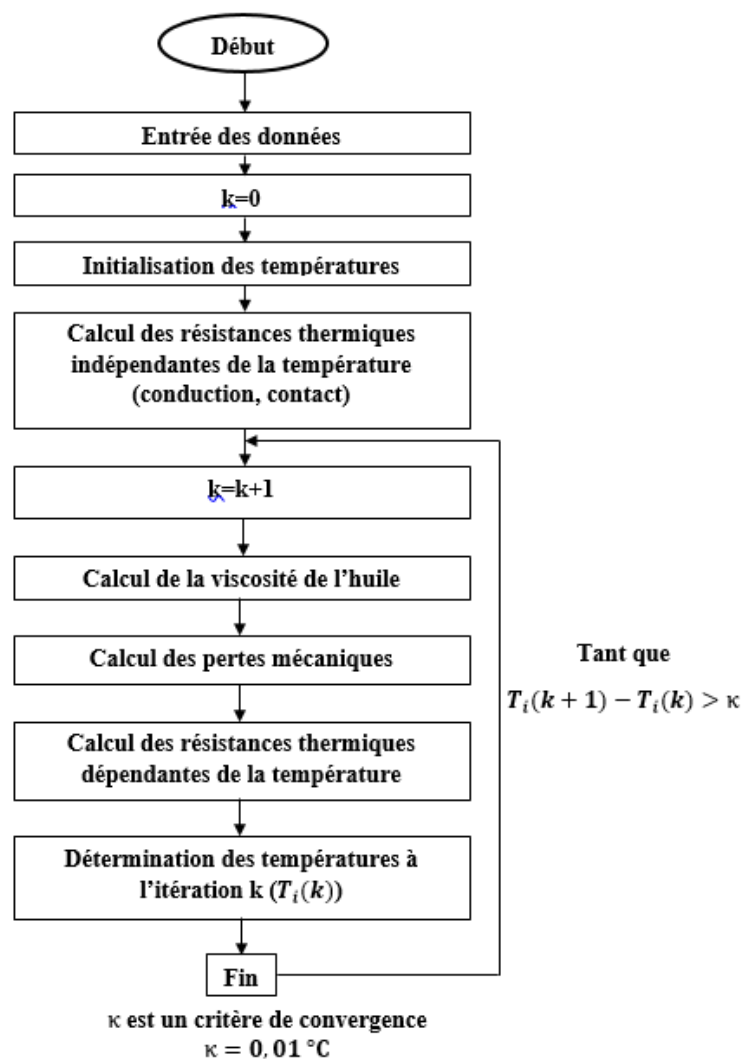 Début
Entrée des données
k=0
Initialisation des températures
Calcul des résistances thermiques
indépendantes de la température
(conduction, contact)
k=k+1
Calcul de la viscosité de l'huile
Calcul des pertes mécaniques
Calcul des résistances thermiques
dépendantes de la température
Détermination des températures à
l'itération k (T_i(k))
Fin
Tant que
T_i(k + 1) − T_i(k) > κ
κ est un critère de convergence
κ = 0, 01 °C